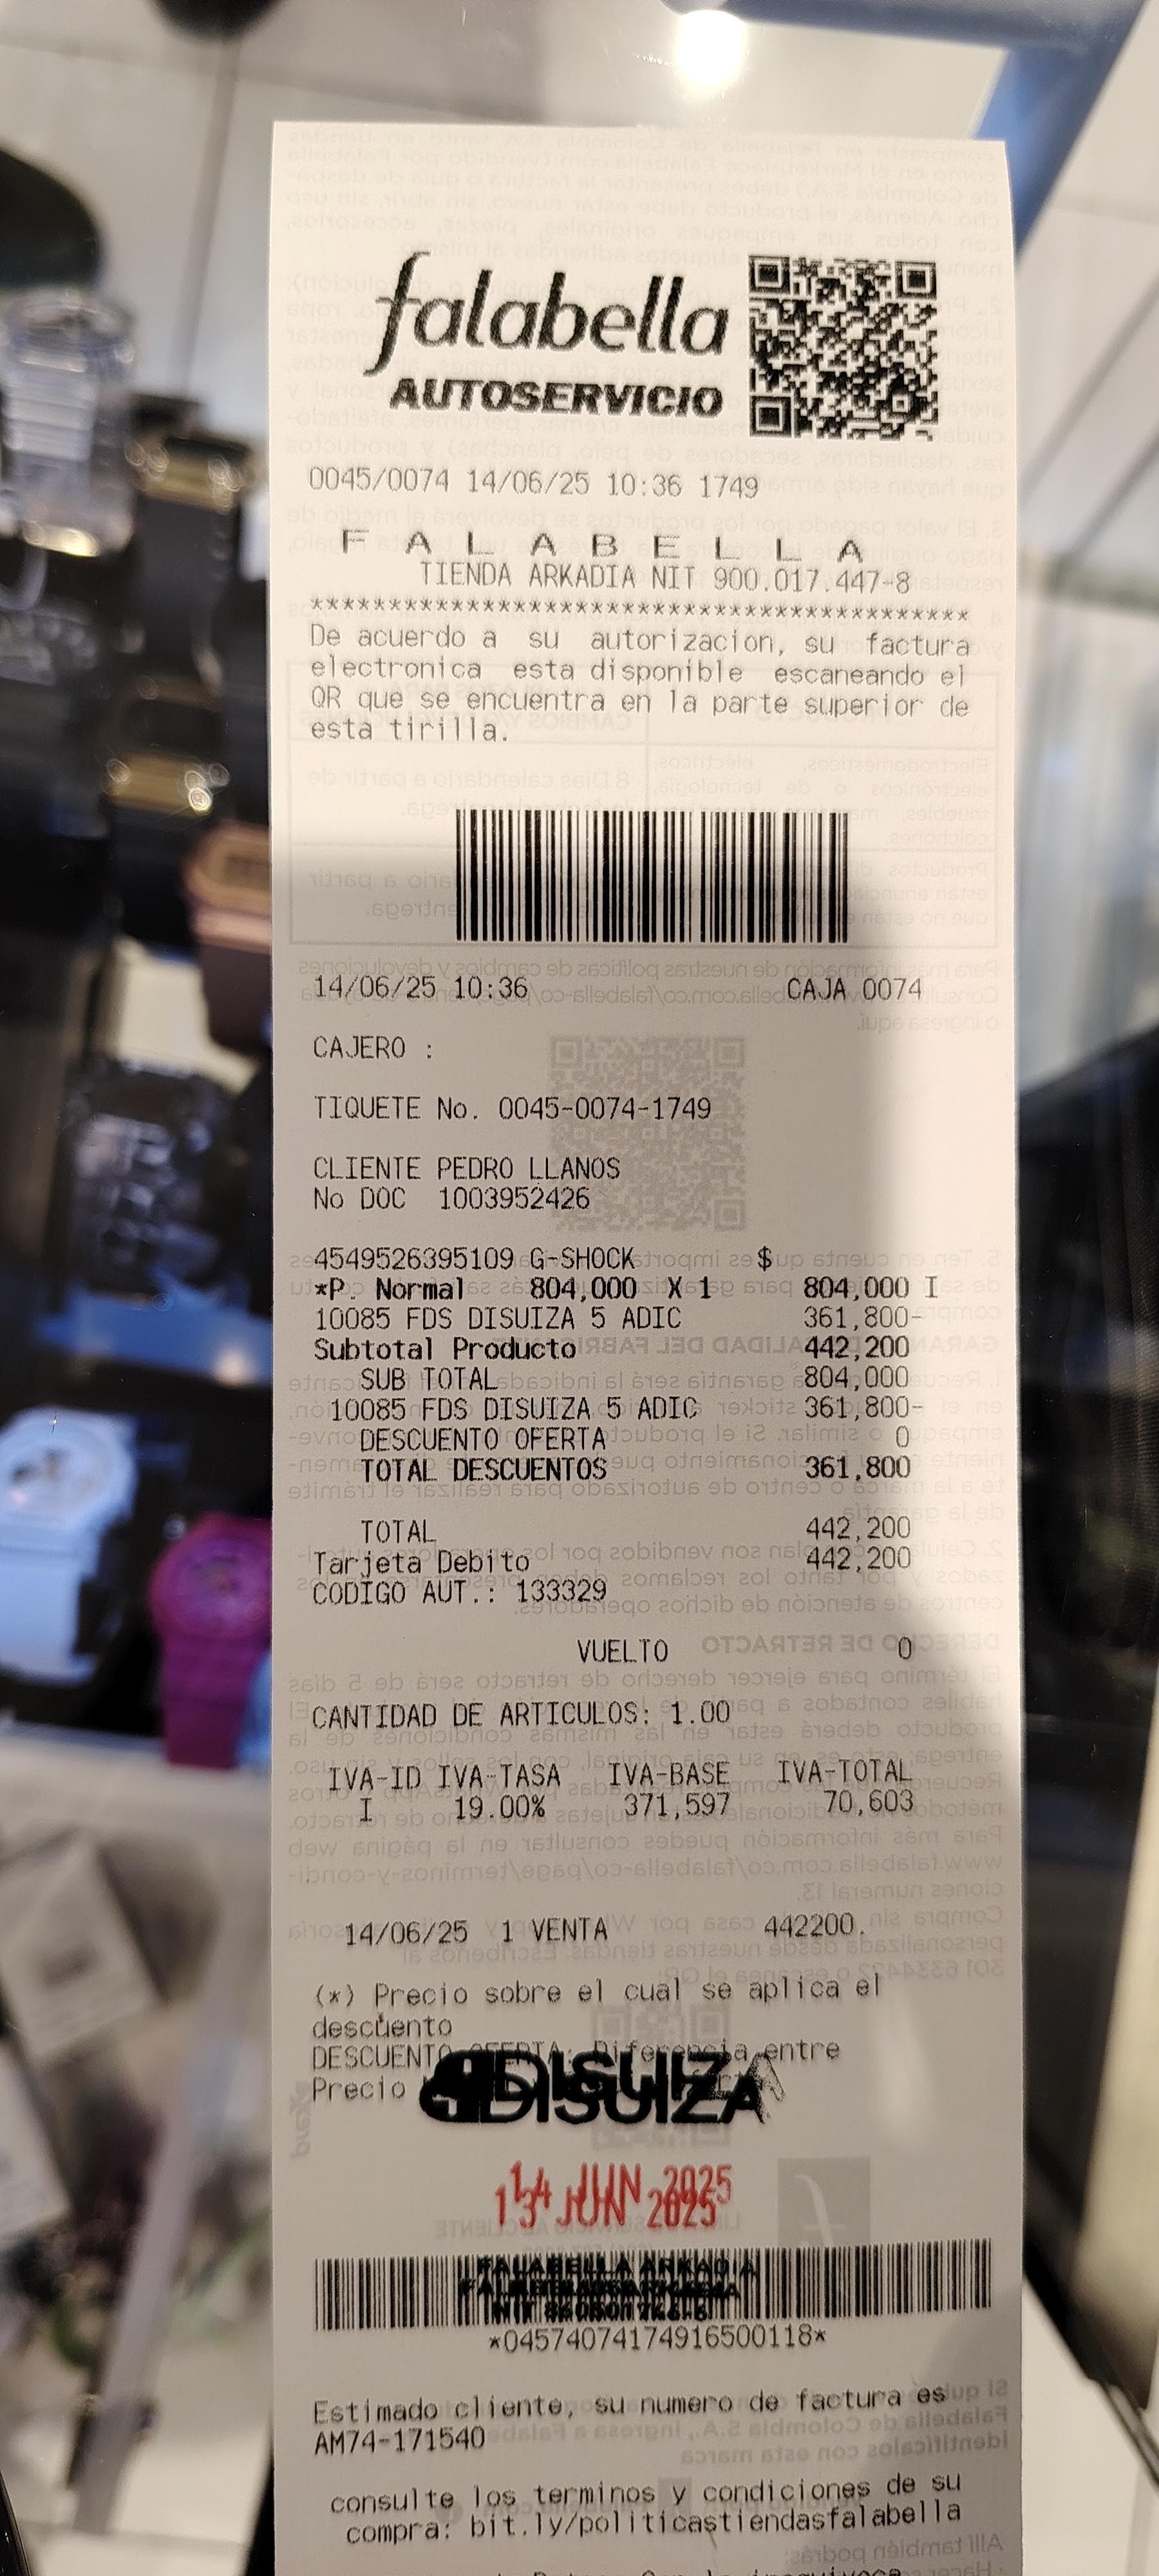 falabella
AUTOSERVICIO
0045/0074 14/06/25 10:36 1749
F A L A B E L L A
TIENDA ARKADIA NIT 900.017.447-8
******************************************
De acuerdo a su autorizacion, su factura
electronica esta disponible escaneando el
QR que se encuentra en la parte superior de
esta tirilla.
14/06/25 10:36 CAJA 0074
CAJERO :
TIQUETE No. 0045-0074-1749
CLIENTE PEDRO LLANOS
No DOC 1003952426
4549526395109 G-SHOCK $
*P. Normal 804,000 X 1 804,000 I
10085 FDS DISUIZA 5 ADIC 361,800-
Subtotal Producto 442,200
SUB TOTAL 804,000
10085 FDS DISUIZA 5 ADIC 361,800-
DESCUENTO OFERTA 0
TOTAL DESCUENTOS 361,800
TOTAL 442,200
Tarjeta Debito 442,200
CODIGO AUT.: 133329
VUELTO 0
CANTIDAD DE ARTICULOS: 1.00
IVA-ID IVA-TASA IVA-BASE IVA-TOTAL
I 19.00% 371,597 70,603
14/06/25 1 VENTA 442200.
(*) Precio sobre el cual se aplica el
descuento
DESCUENTO OFERTA: Diferencia entre
Precio
DISUIZA
DISUIZA
14 JUN 2025
13 JUN 2025
FALABELLA ARKADIA
*04574074174916500118*
Estimado cliente, su numero de factura es
AM74-171540
consulte los terminos y condiciones de su
compra: bit.ly/politicastiendasfalabella